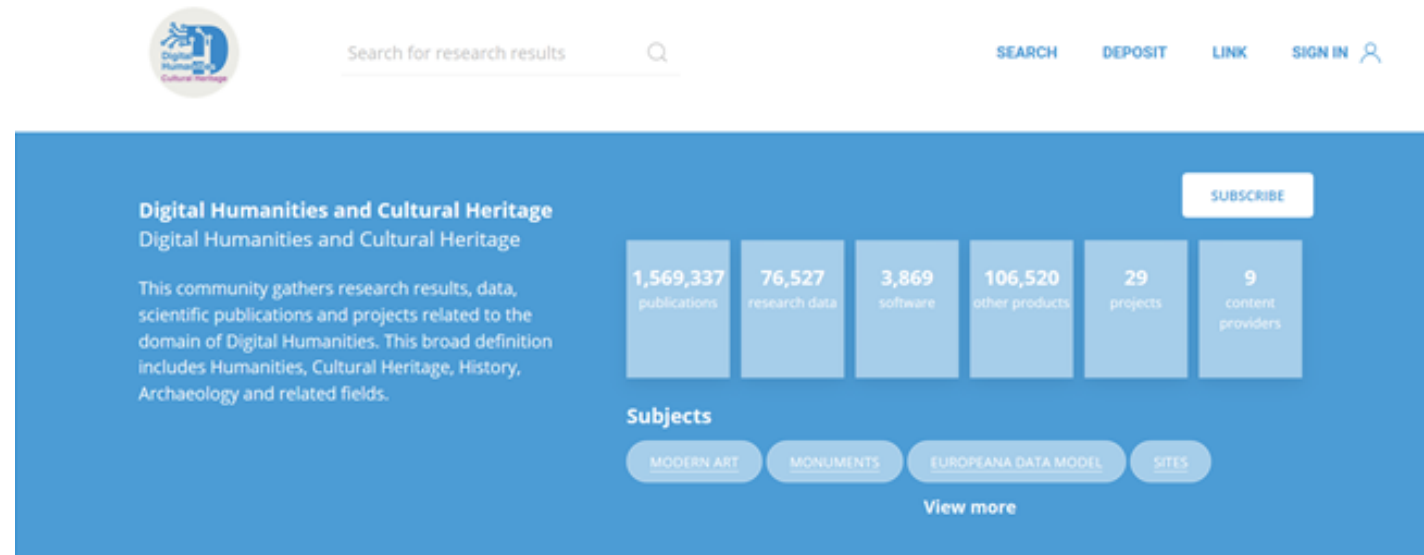 Digital
Humanities
Cultural Heritage
Search for research results
SEARCH DEPOSIT LINK SIGN IN
SUBSCRIBE
Digital Humanities and Cultural Heritage
Digital Humanities and Cultural Heritage
This community gathers research results, data,
scientific publications and projects related to the
domain of Digital Humanities. This broad definition
includes Humanities, Cultural Heritage, History,
Archaeology and related fields.
1,569,337
publications
76,527
research data
3,869
software
106,520
other products
29
projects
9
content
providers
Subjects
MODERN ART MONUMENTS EUROPEANA DATA MODEL SITES
View more